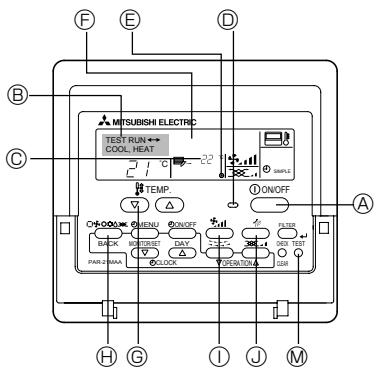 Ⓕ Ⓔ Ⓓ
Ⓑ
MITSUBISHI ELECTRIC
TEST RUN ↔
COOL, HEAT
Ⓒ
21 °C 22 °C
SIMPLE
TEMP.
ON/OFF
Ⓐ
MENU ON/OFF FILTER
BACK MONITOR/SET DAY CHECK TEST
PAR-21MAA CLOCK OPERATION CLEAR
Ⓗ Ⓖ Ⓘ Ⓙ Ⓜ